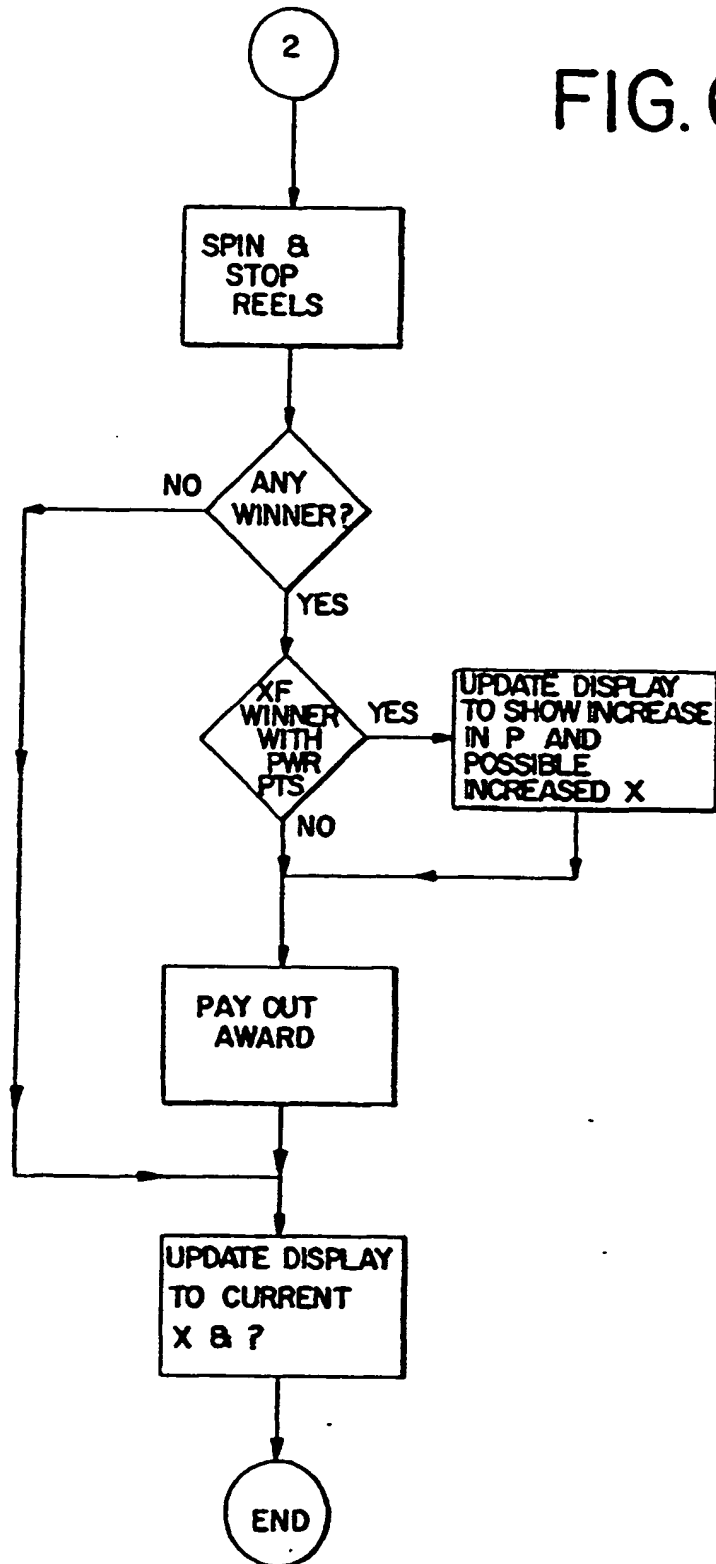 2
FIG. 6
SPIN &
STOP
REELS
ANY
WINNER?
NO
YES
XF
WINNER
WITH
PWR
PTS
YES
NO
UPDATE DISPLAY
TO SHOW INCREASE
IN P AND
POSSIBLE
INCREASED X
PAY OUT
AWARD
UPDATE DISPLAY
TO CURRENT
X & ?
END